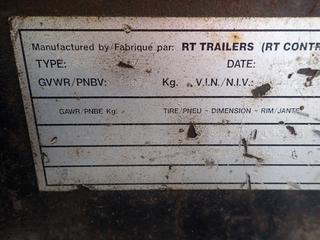 Manufactured by/Fabrique par: RT TRAILERS (RT CONTR
TYPE: DATE:
GVWR/PNBV: Kg. V.I.N./N.I.V.:
GAWR/PNBE Kg: TIRE/PNEU - DIMENSION - RIM/JANTE
G